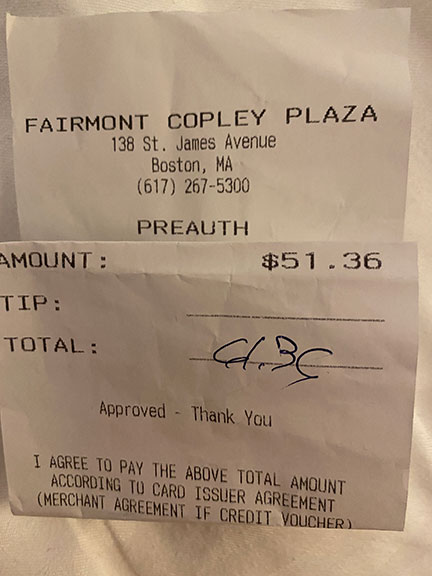 FAIRMONT COPLEY PLAZA
138 St. James Avenue
Boston, MA
(617) 267-5300
PREAUTH
AMOUNT: $51.36
TIP:
TOTAL:
Approved - Thank You
I AGREE TO PAY THE ABOVE TOTAL AMOUNT
ACCORDING TO CARD ISSUER AGREEMENT
(MERCHANT AGREEMENT IF CREDIT VOUCHER)